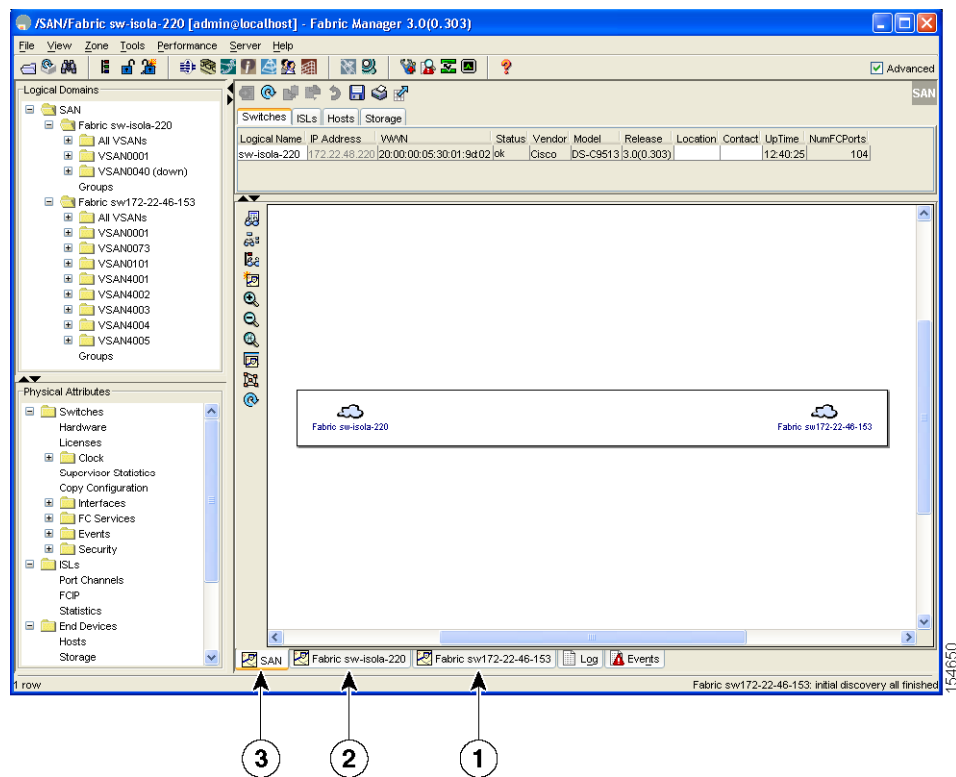 /SAN/Fabric sw-isola-220 [admin@localhost] - Fabric Manager 3.0(0.303)
File View Zone Tools Performance Server Help
Advanced
Logical Domains
SAN
Fabric sw-isola-220
All VSANs
VSAN0001
VSAN0040 (down)
Groups
Fabric sw172-22-46-153
All VSANs
VSAN0001
VSAN0073
VSAN0101
VSAN4001
VSAN4002
VSAN4003
VSAN4004
VSAN4005
Groups
Physical Attributes
Switches
Hardware
Licenses
Clock
Supervisor Statistics
Copy Configuration
Interfaces
FC Services
Events
Security
ISLs
Port Channels
FCIP
Statistics
End Devices
Hosts
Storage
SAN
Switches ISLs Hosts Storage
Logical Name IP Address WWN Status Vendor Model Release Location Contact UpTime NumFCPorts
sw-isola-220 172.22.48.220 20:00:00:05:30:01:9d:02 ok Cisco DS-C9513 3.0(0.303) 12:40:25 104
Fabric sw-isola-220 Fabric sw172-22-46-153
SAN Fabric sw-isola-220 Fabric sw172-22-46-153 Log Events
1 row Fabric sw172-22-46-153: initial discovery all finished
154650
3 2 1